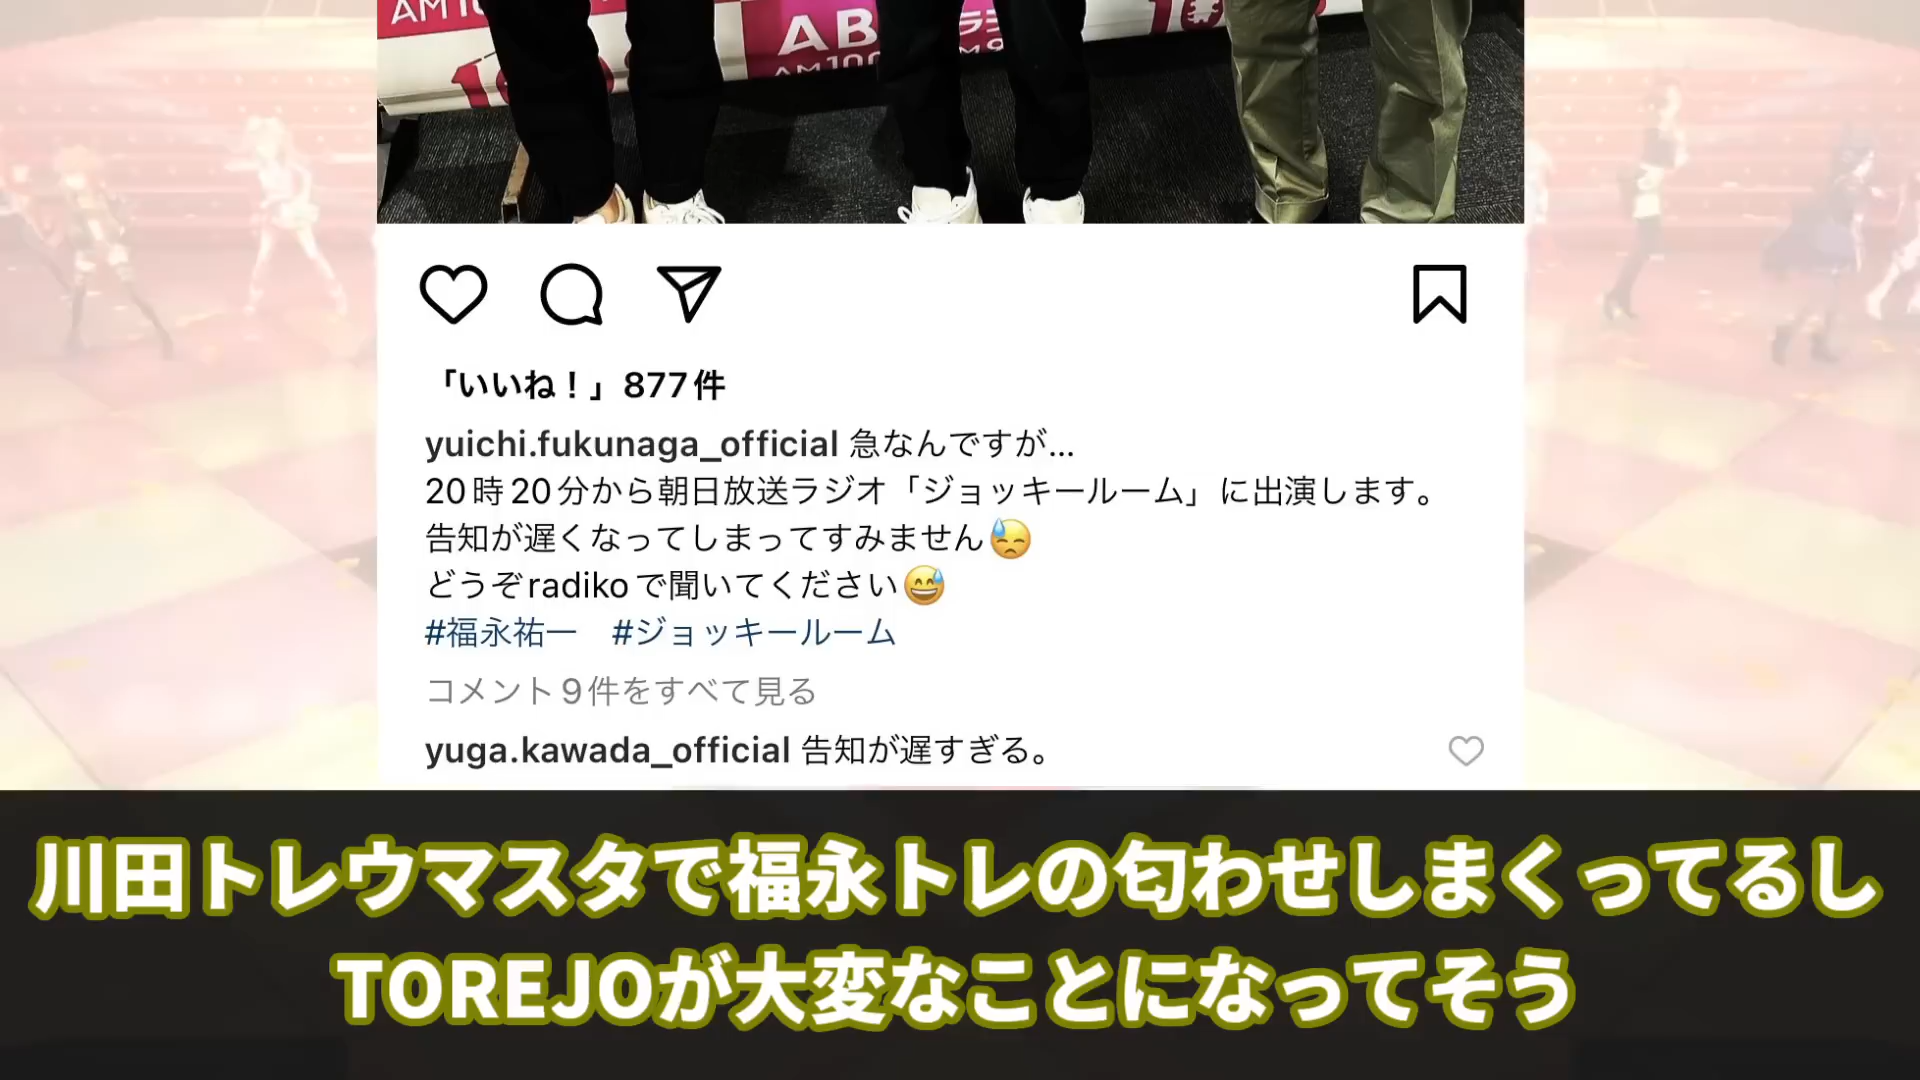 AM10
AB
AM100
「いいね！」877件
yuichi.fukunaga_official 急なんですが…
20時20分から朝日放送ラジオ「ジョッキールーム」に出演します。
告知が遅くなってしまってすみません😓
どうぞradikoで聞いてください😅
#福永祐一　#ジョッキールーム
コメント9件をすべて見る
yuga.kawada_official 告知が遅すぎる。
川田トレウマスタで福永トレの匂わせしまくってるし
TOREJOが大変なことになってそう